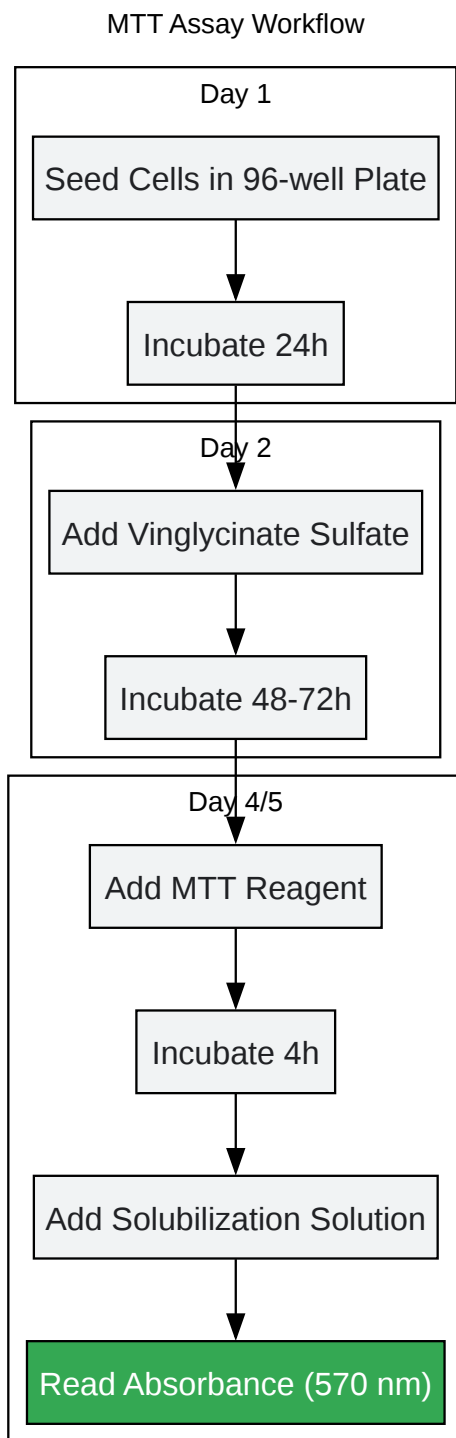 MTT Assay Workflow
Day 1
Seed Cells in 96-well Plate
Incubate 24h
Day 2
Add Vinglycinate Sulfate
Incubate 48-72h
Day 4/5
Add MTT Reagent
Incubate 4h
Add Solubilization Solution
Read Absorbance (570 nm)